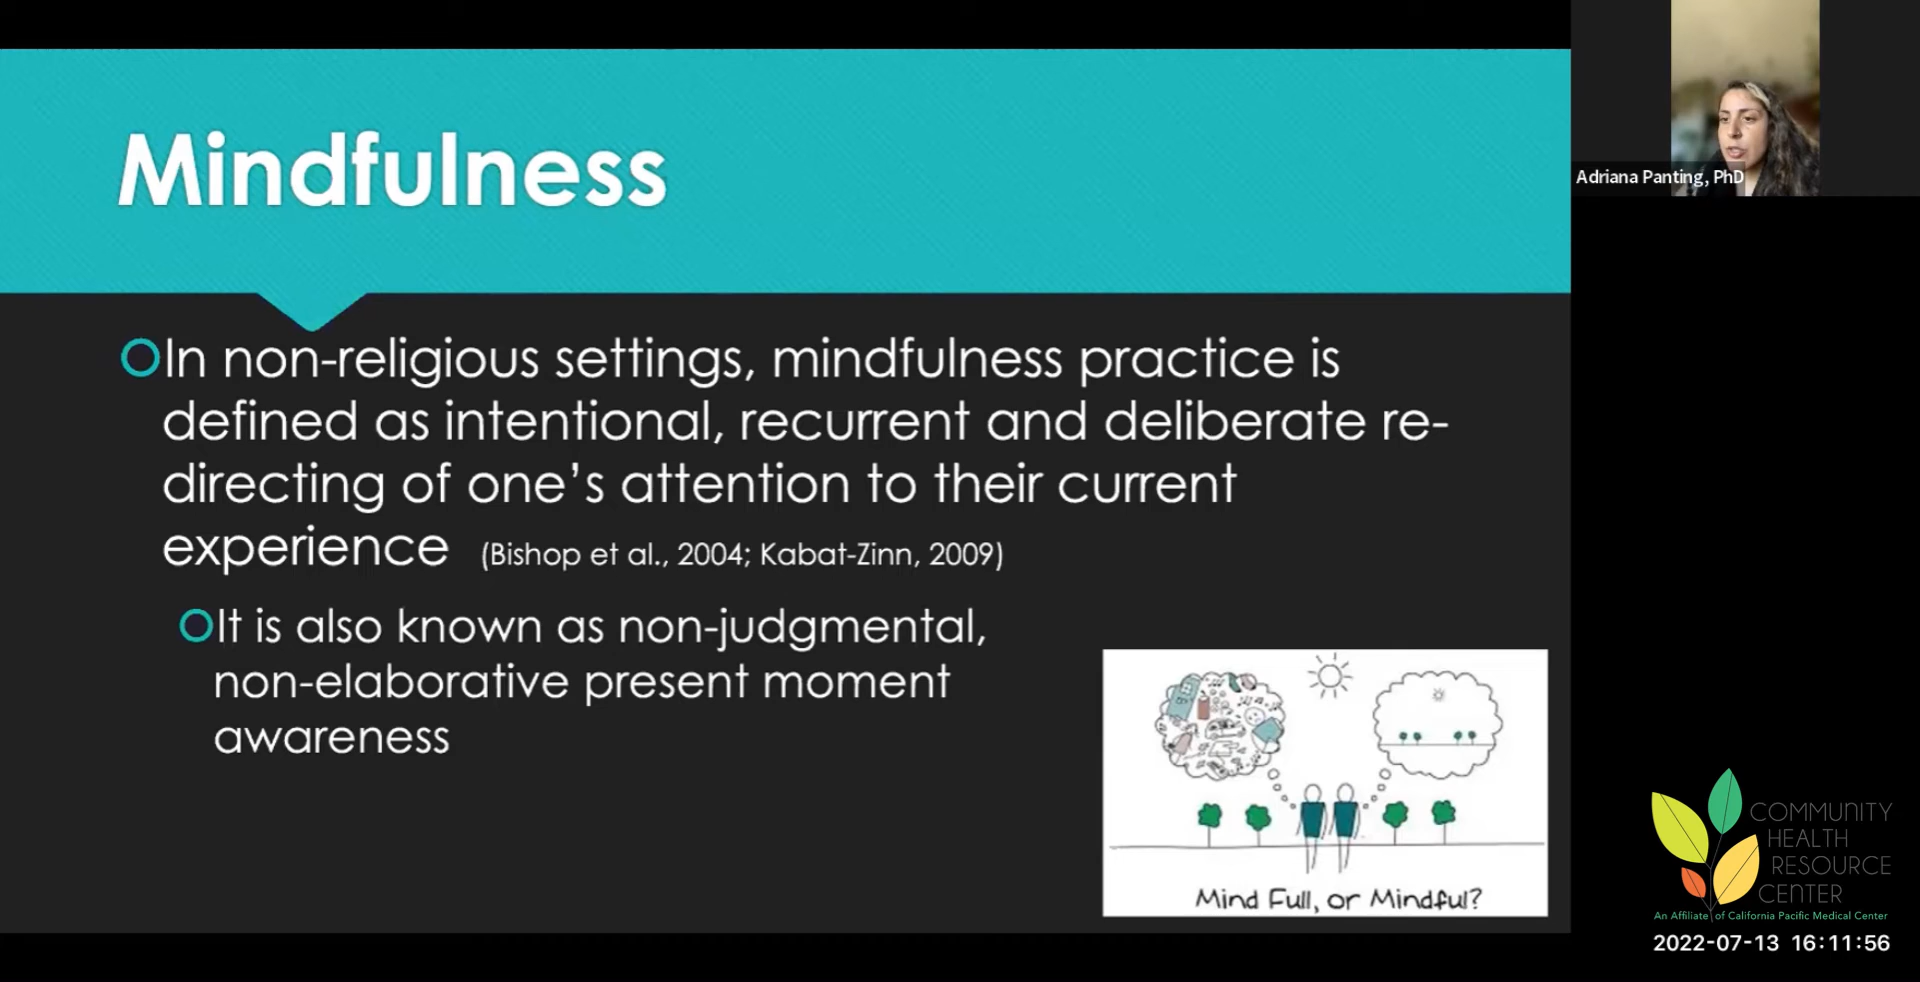 Mindfulness
In non-religious settings, mindfulness practice is
defined as intentional, recurrent and deliberate re-
directing of one's attention to their current
experience (Bishop et al., 2004; Kabat-Zinn, 2009)
It is also known as non-judgmental,
non-elaborative present moment
awareness
Mind Full, or Mindful?
Adriana Panting, PhD
COMMUNITY
HEALTH
RESOURCE
CENTER
An Affiliate of California Pacific Medical Center
2022-07-13 16:11:56